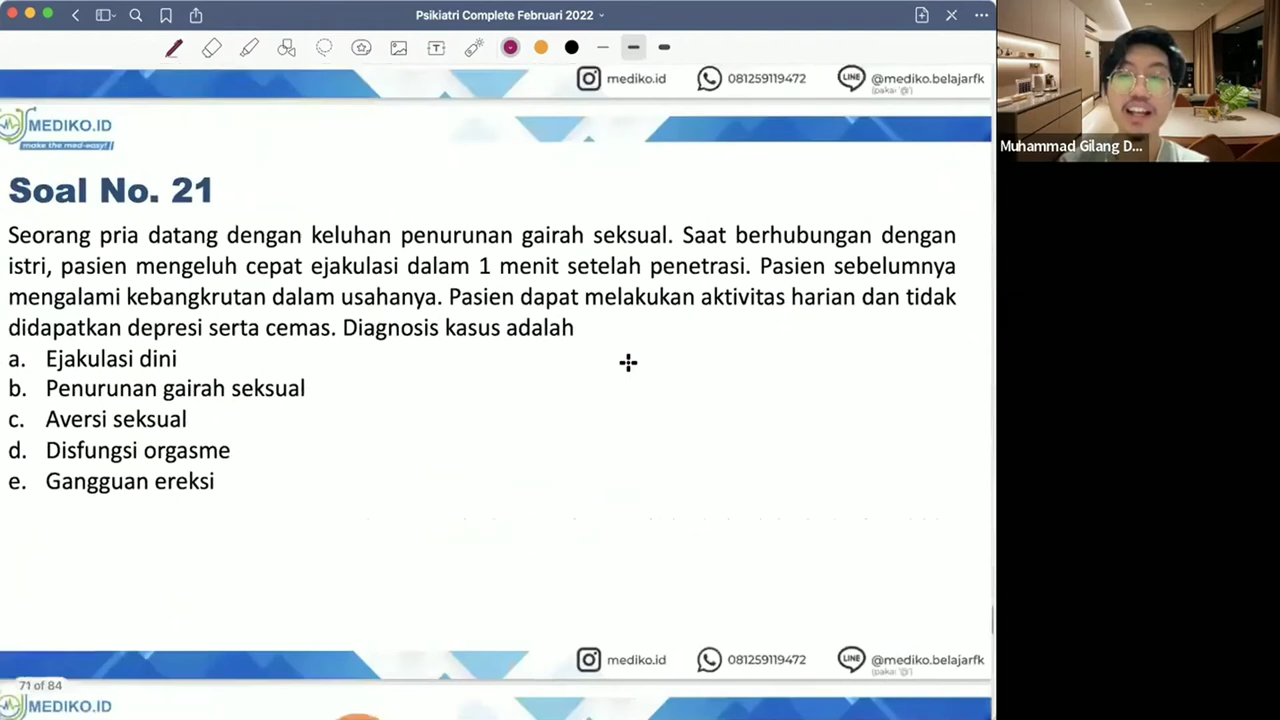 Psikiatri Complete Februari 2022
mediko.id
081259119472
@mediko.belajarfk
(pakai '@')
MEDIKO.ID
make the med-easy!
Muhammad Gilang D...
Soal No. 21
Seorang pria datang dengan keluhan penurunan gairah seksual. Saat berhubungan dengan
istri, pasien mengeluh cepat ejakulasi dalam 1 menit setelah penetrasi. Pasien sebelumnya
mengalami kebangkrutan dalam usahanya. Pasien dapat melakukan aktivitas harian dan tidak
didapatkan depresi serta cemas. Diagnosis kasus adalah
a. Ejakulasi dini
b. Penurunan gairah seksual
c. Aversi seksual
d. Disfungsi orgasme
e. Gangguan ereksi
mediko.id
081259119472
@mediko.belajarfk
(pakai '@')
71 of 84
MEDIKO.ID